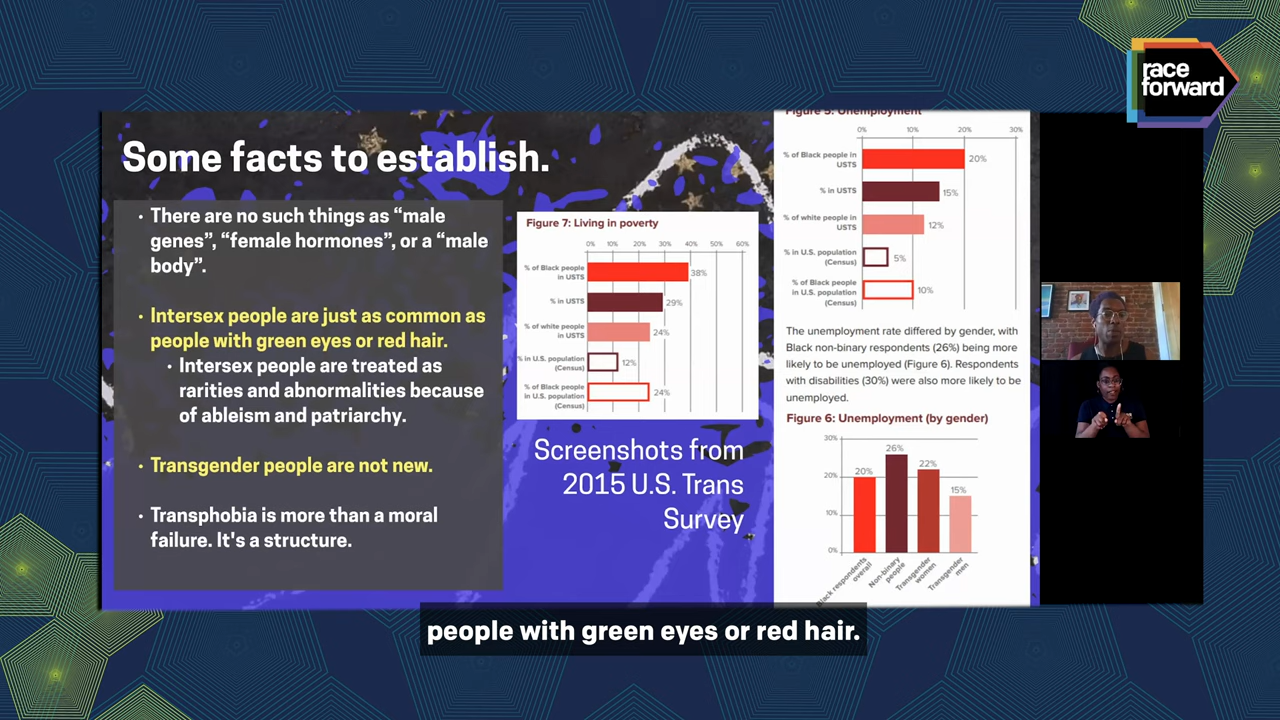 race
forward
Some facts to establish.
• There are no such things as “male
genes”, “female hormones”, or a “male
body”.
• Intersex people are just as common as
people with green eyes or red hair.
• Intersex people are treated as
rarities and abnormalities because
of ableism and patriarchy.
• Transgender people are not new.
• Transphobia is more than a moral
failure. It's a structure.
Figure 7: Living in poverty
0% 10% 20% 30% 40% 50% 60%
% of Black people
in USTS
38%
% in USTS
29%
% of white people
in USTS
24%
% in U.S. population
(Census)
12%
% of Black people
in U.S. population
(Census)
24%
Screenshots from
2015 U.S. Trans
Survey
Figure 5: Unemployment
0% 10% 20% 30%
% of Black people in
USTS
20%
% in USTS
15%
% of white people in
USTS
12%
% in U.S. population
(Census)
5%
% of Black people
in U.S. population
(Census)
10%
The unemployment rate differed by gender, with
Black non-binary respondents (26%) being more
likely to be unemployed (Figure 6). Respondents
with disabilities (30%) were also more likely to be
unemployed.
Figure 6: Unemployment (by gender)
30%
20%
10%
0%
20%
26%
22%
15%
Black respondents
overall
Non-binary
people
Transgender
women
Transgender
men
people with green eyes or red hair.